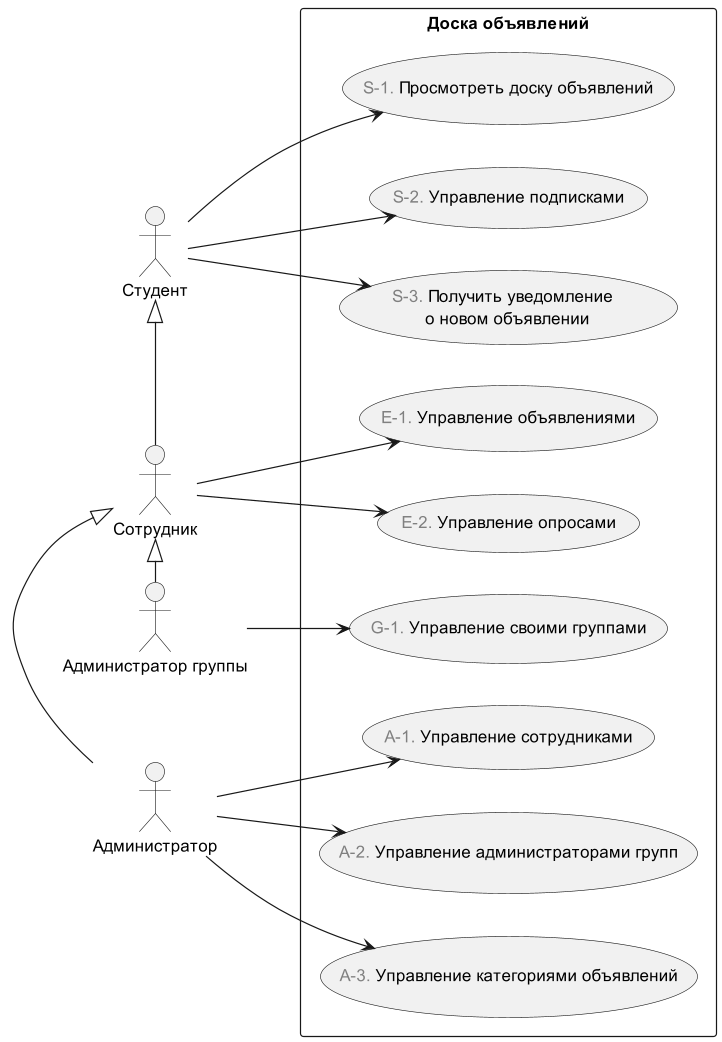 Доска объявлений
S-1. Просмотреть доску объявлений
S-2. Управление подписками
Студент
S-3. Получить уведомление
о новом объявлении
E-1. Управление объявлениями
Сотрудник
E-2. Управление опросами
G-1. Управление своими группами
Администратор группы
A-1. Управление сотрудниками
Администратор
A-2. Управление администраторами групп
A-3. Управление категориями объявлений